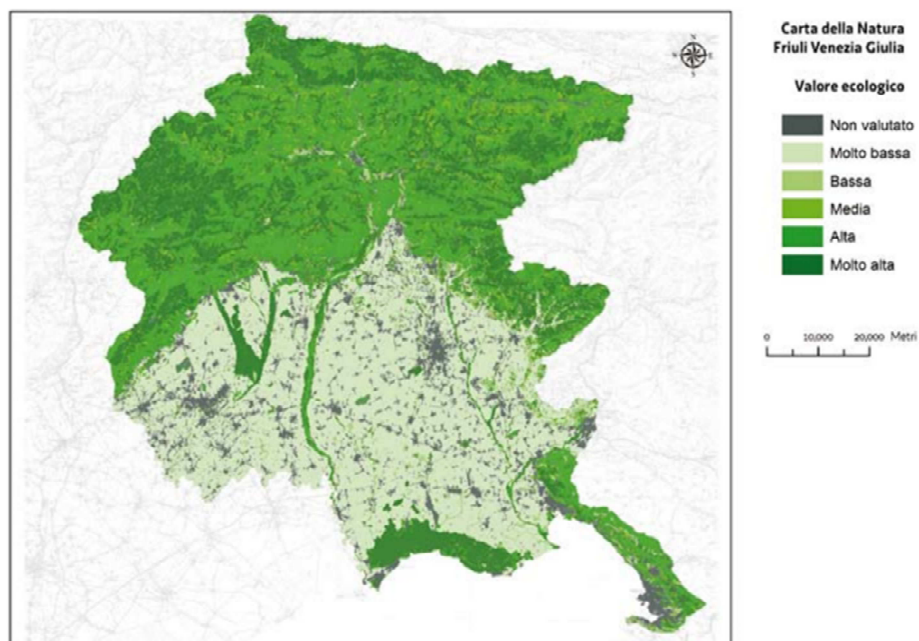 Carta della Natura
Friuli Venezia Giulia
Valore ecologico
Non valutato
Molto bassa
Bassa
Media
Alta
Molto alta
0 10,000 20,000 Metri
N
W E
S